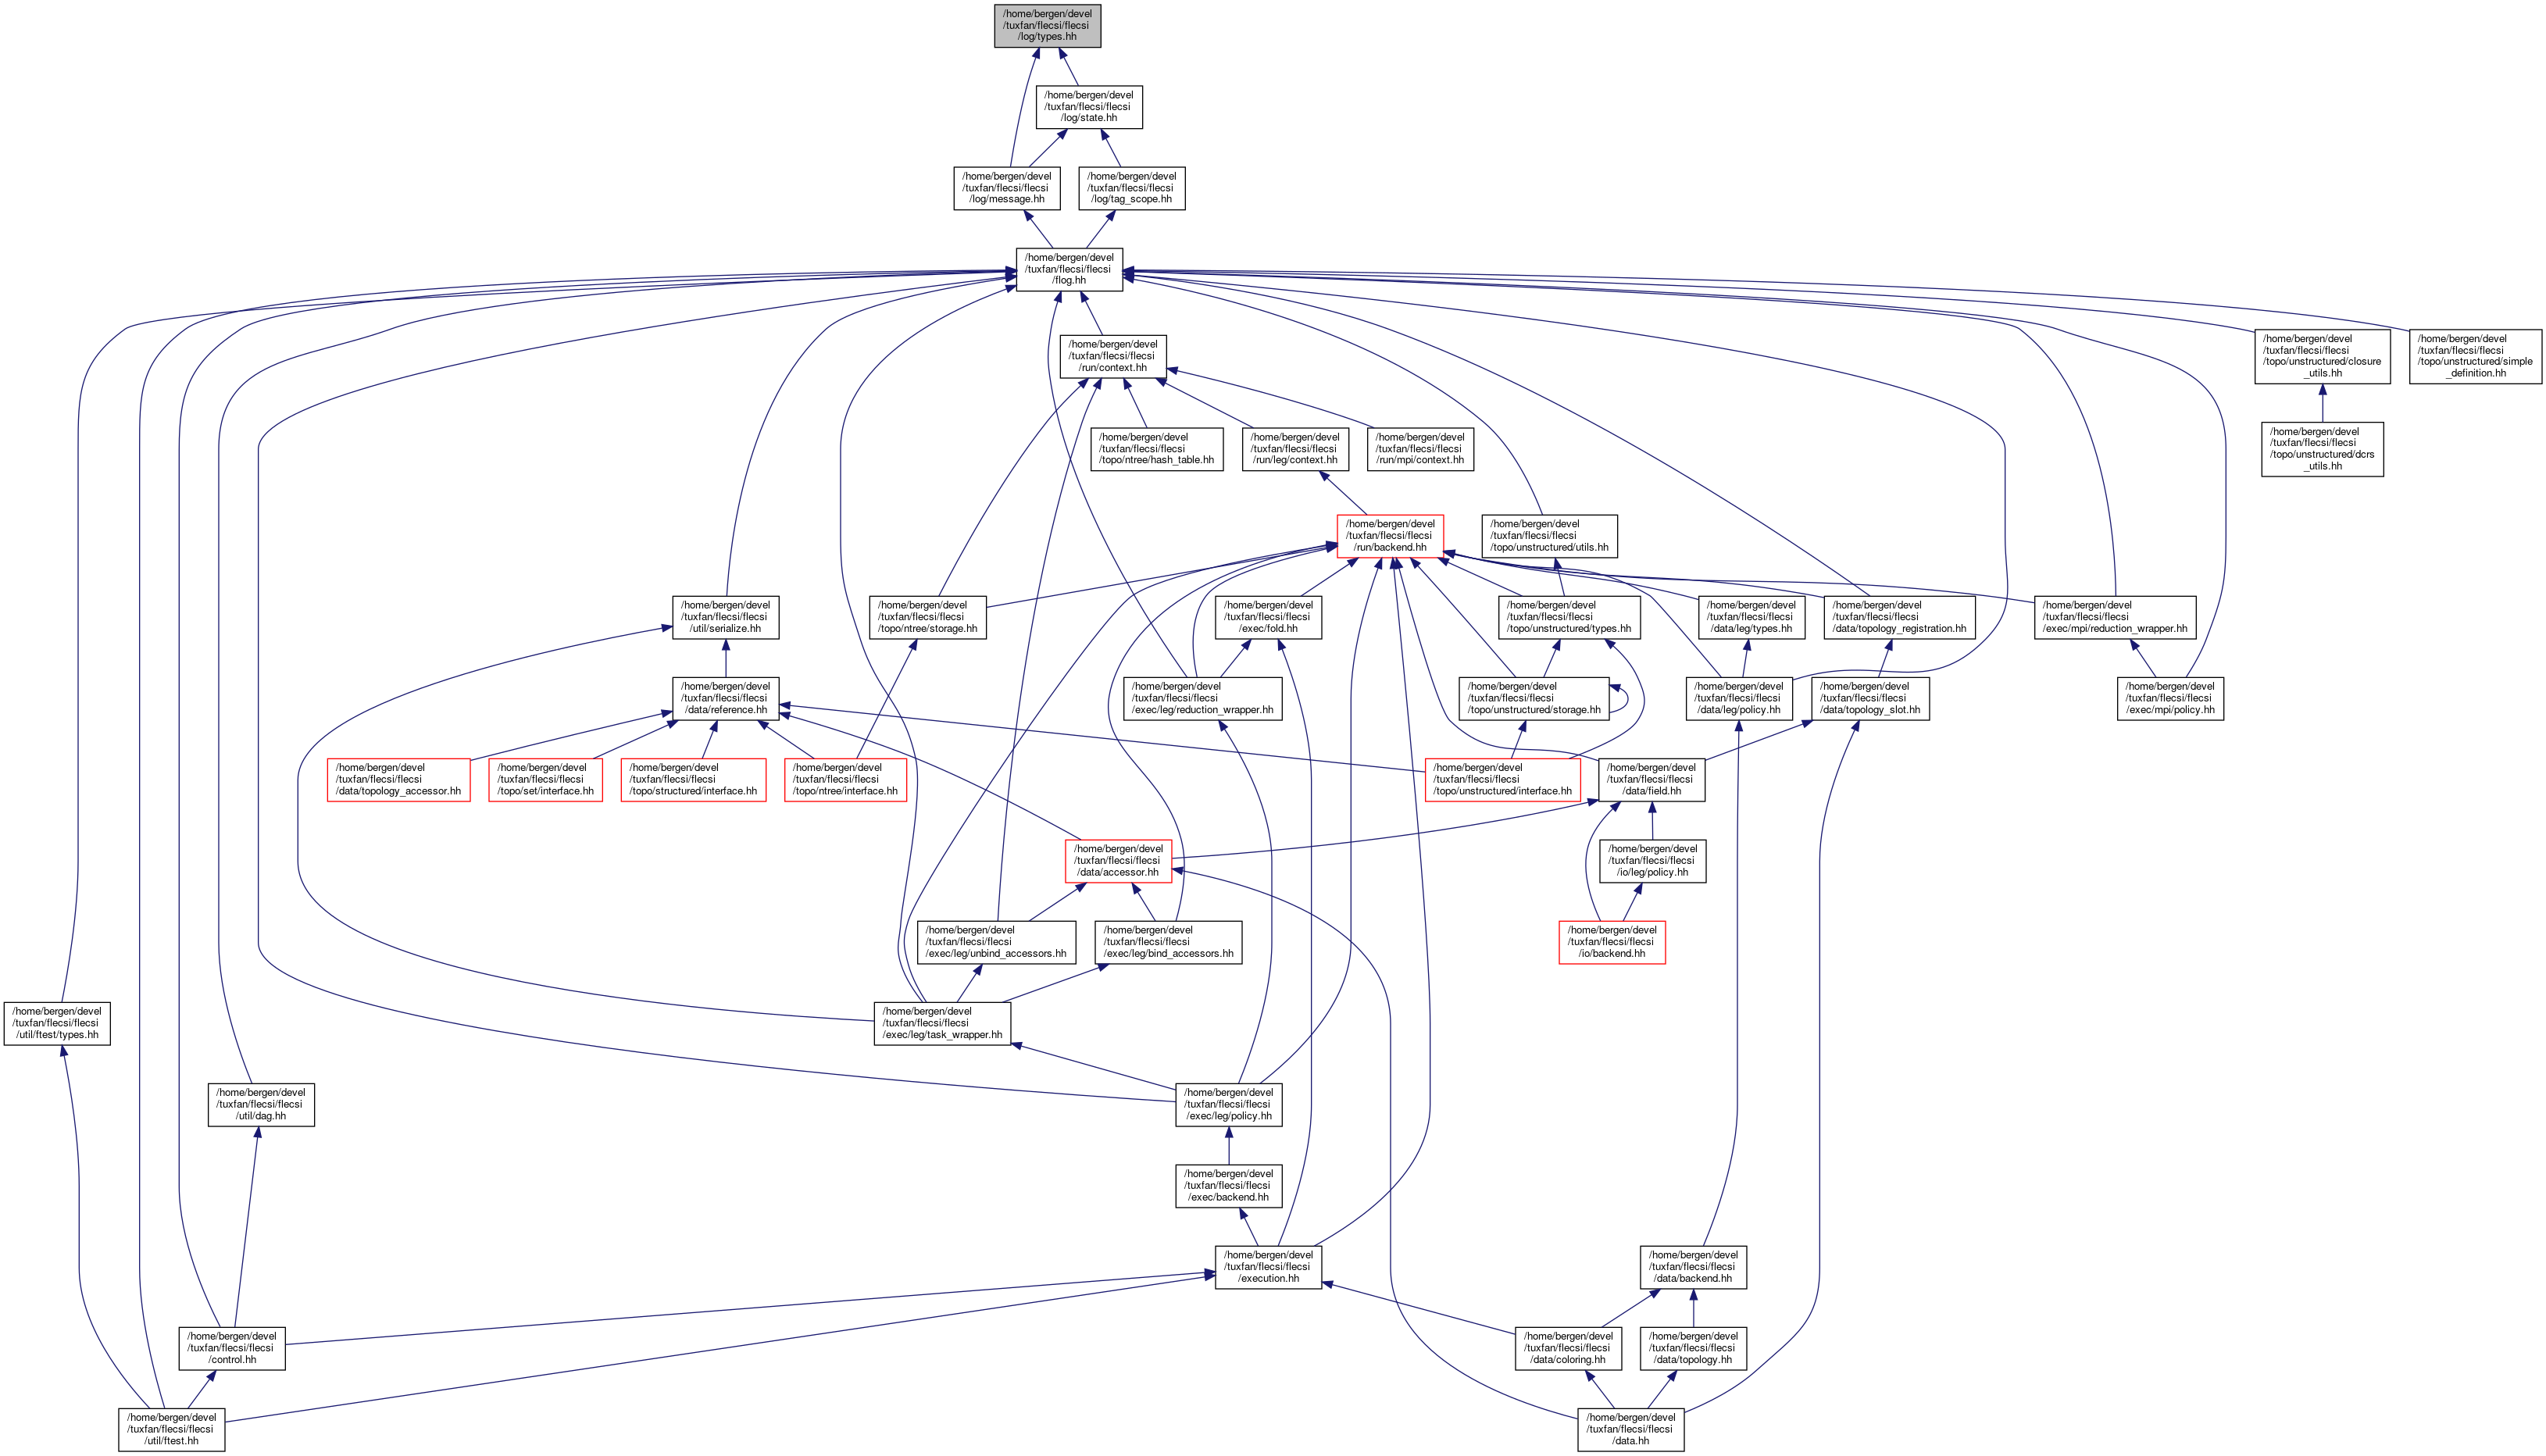 /home/bergen/devel
/tuxfan/flecsi/flecsi
/log/types.hh
/home/bergen/devel
/tuxfan/flecsi/flecsi
/log/state.hh
/home/bergen/devel
/tuxfan/flecsi/flecsi
/log/message.hh
/home/bergen/devel
/tuxfan/flecsi/flecsi
/log/tag_scope.hh
/home/bergen/devel
/tuxfan/flecsi/flecsi
/flog.hh
/home/bergen/devel
/tuxfan/flecsi/flecsi
/run/context.hh
/home/bergen/devel
/tuxfan/flecsi/flecsi
/topo/unstructured/closure
_utils.hh
/home/bergen/devel
/tuxfan/flecsi/flecsi
/topo/unstructured/simple
_definition.hh
/home/bergen/devel
/tuxfan/flecsi/flecsi
/topo/ntree/hash_table.hh
/home/bergen/devel
/tuxfan/flecsi/flecsi
/run/leg/context.hh
/home/bergen/devel
/tuxfan/flecsi/flecsi
/run/mpi/context.hh
/home/bergen/devel
/tuxfan/flecsi/flecsi
/topo/unstructured/dcrs
_utils.hh
/home/bergen/devel
/tuxfan/flecsi/flecsi
/run/backend.hh
/home/bergen/devel
/tuxfan/flecsi/flecsi
/topo/unstructured/utils.hh
/home/bergen/devel
/tuxfan/flecsi/flecsi
/util/serialize.hh
/home/bergen/devel
/tuxfan/flecsi/flecsi
/topo/ntree/storage.hh
/home/bergen/devel
/tuxfan/flecsi/flecsi
/exec/fold.hh
/home/bergen/devel
/tuxfan/flecsi/flecsi
/topo/unstructured/types.hh
/home/bergen/devel
/tuxfan/flecsi/flecsi
/data/leg/types.hh
/home/bergen/devel
/tuxfan/flecsi/flecsi
/data/topology_registration.hh
/home/bergen/devel
/tuxfan/flecsi/flecsi
/exec/mpi/reduction_wrapper.hh
/home/bergen/devel
/tuxfan/flecsi/flecsi
/data/reference.hh
/home/bergen/devel
/tuxfan/flecsi/flecsi
/exec/leg/reduction_wrapper.hh
/home/bergen/devel
/tuxfan/flecsi/flecsi
/topo/unstructured/storage.hh
/home/bergen/devel
/tuxfan/flecsi/flecsi
/data/leg/policy.hh
/home/bergen/devel
/tuxfan/flecsi/flecsi
/data/topology_slot.hh
/home/bergen/devel
/tuxfan/flecsi/flecsi
/exec/mpi/policy.hh
/home/bergen/devel
/tuxfan/flecsi/flecsi
/data/topology_accessor.hh
/home/bergen/devel
/tuxfan/flecsi/flecsi
/topo/set/interface.hh
/home/bergen/devel
/tuxfan/flecsi/flecsi
/topo/structured/interface.hh
/home/bergen/devel
/tuxfan/flecsi/flecsi
/topo/ntree/interface.hh
/home/bergen/devel
/tuxfan/flecsi/flecsi
/topo/unstructured/interface.hh
/home/bergen/devel
/tuxfan/flecsi/flecsi
/data/field.hh
/home/bergen/devel
/tuxfan/flecsi/flecsi
/data/accessor.hh
/home/bergen/devel
/tuxfan/flecsi/flecsi
/io/leg/policy.hh
/home/bergen/devel
/tuxfan/flecsi/flecsi
/exec/leg/unbind_accessors.hh
/home/bergen/devel
/tuxfan/flecsi/flecsi
/exec/leg/bind_accessors.hh
/home/bergen/devel
/tuxfan/flecsi/flecsi
/io/backend.hh
/home/bergen/devel
/tuxfan/flecsi/flecsi
/util/ftest/types.hh
/home/bergen/devel
/tuxfan/flecsi/flecsi
/exec/leg/task_wrapper.hh
/home/bergen/devel
/tuxfan/flecsi/flecsi
/util/dag.hh
/home/bergen/devel
/tuxfan/flecsi/flecsi
/exec/leg/policy.hh
/home/bergen/devel
/tuxfan/flecsi/flecsi
/exec/backend.hh
/home/bergen/devel
/tuxfan/flecsi/flecsi
/execution.hh
/home/bergen/devel
/tuxfan/flecsi/flecsi
/data/backend.hh
/home/bergen/devel
/tuxfan/flecsi/flecsi
/control.hh
/home/bergen/devel
/tuxfan/flecsi/flecsi
/data/coloring.hh
/home/bergen/devel
/tuxfan/flecsi/flecsi
/data/topology.hh
/home/bergen/devel
/tuxfan/flecsi/flecsi
/util/ftest.hh
/home/bergen/devel
/tuxfan/flecsi/flecsi
/data.hh